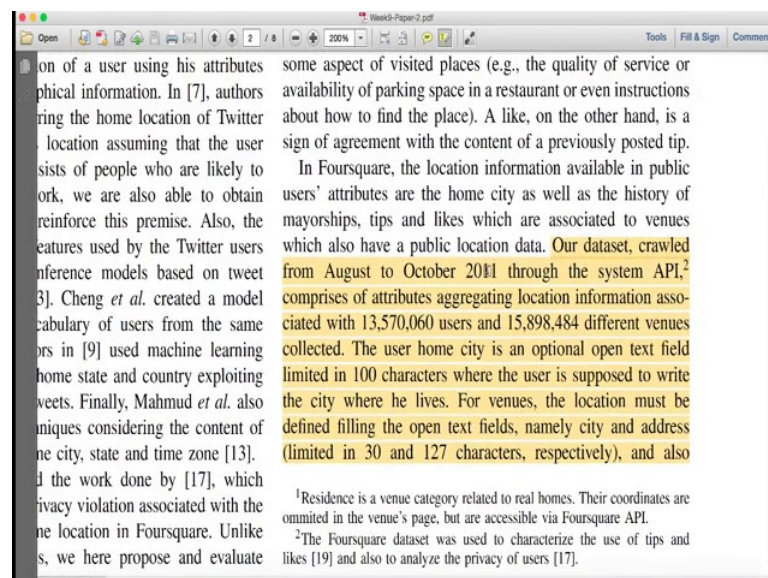 Week9-Paper-2.pdf
Open 2 / 8 200% Tools Fill & Sign Commen
on of a user using his attributes
phical information. In [7], authors
ring the home location of Twitter
location assuming that the user
sists of people who are likely to
ork, we are also able to obtain
reinforce this premise. Also, the
eatures used by the Twitter users
nference models based on tweet
3]. Cheng et al. created a model
cabulary of users from the same
ors in [9] used machine learning
home state and country exploiting
weets. Finally, Mahmud et al. also
hniques considering the content of
ne city, state and time zone [13].
d the work done by [17], which
rivacy violation associated with the
ne location in Foursquare. Unlike
s, we here propose and evaluate
some aspect of visited places (e.g., the quality of service or
availability of parking space in a restaurant or even instructions
about how to find the place). A like, on the other hand, is a
sign of agreement with the content of a previously posted tip.
In Foursquare, the location information available in public
users' attributes are the home city as well as the history of
mayorships, tips and likes which are associated to venues
which also have a public location data. Our dataset, crawled
from August to October 2011 through the system API,2
comprises of attributes aggregating location information asso-
ciated with 13,570,060 users and 15,898,484 different venues
collected. The user home city is an optional open text field
limited in 100 characters where the user is supposed to write
the city where he lives. For venues, the location must be
defined filling the open text fields, namely city and address
(limited in 30 and 127 characters, respectively), and also
1Residence is a venue category related to real homes. Their coordinates are
ommited in the venue's page, but are accessible via Foursquare API.
2The Foursquare dataset was used to characterize the use of tips and
likes [19] and also to analyze the privacy of users [17].